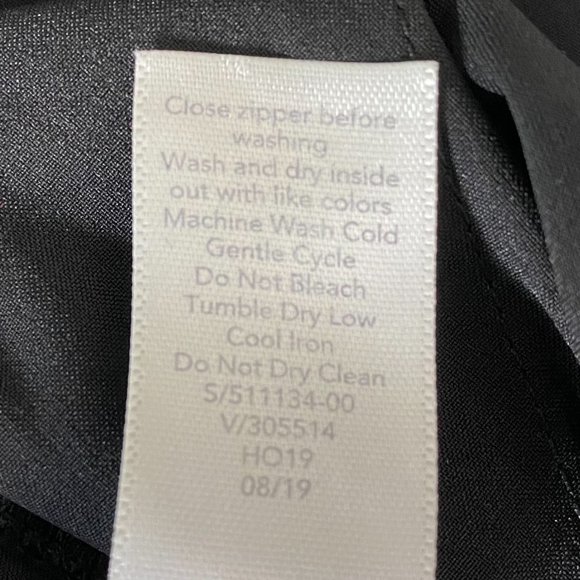 Close zipper before
washing
Wash and dry inside
out with like colors
Machine Wash Cold
Gentle Cycle
Do Not Bleach
Tumble Dry Low
Cool Iron
Do Not Dry Clean
S/511134-00
V/305514
HO19
08/19